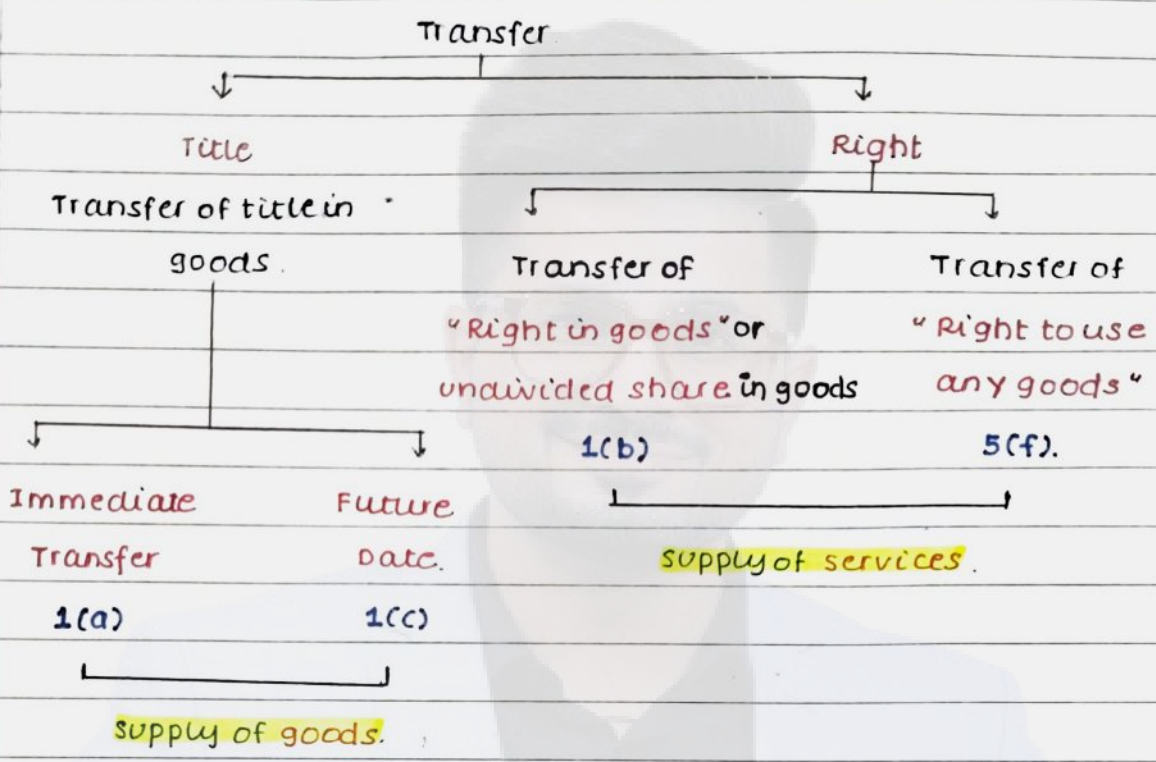 Transfer
Title
Right
Transfer of title in
goods.
Transfer of
"Right in goods" or
undivided share in goods
1(b)
Transfer of
"Right to use
any goods"
5(f).
Immediate
Transfer
1(a)
Future
Date.
1(c)
supply of services.
supply of goods.